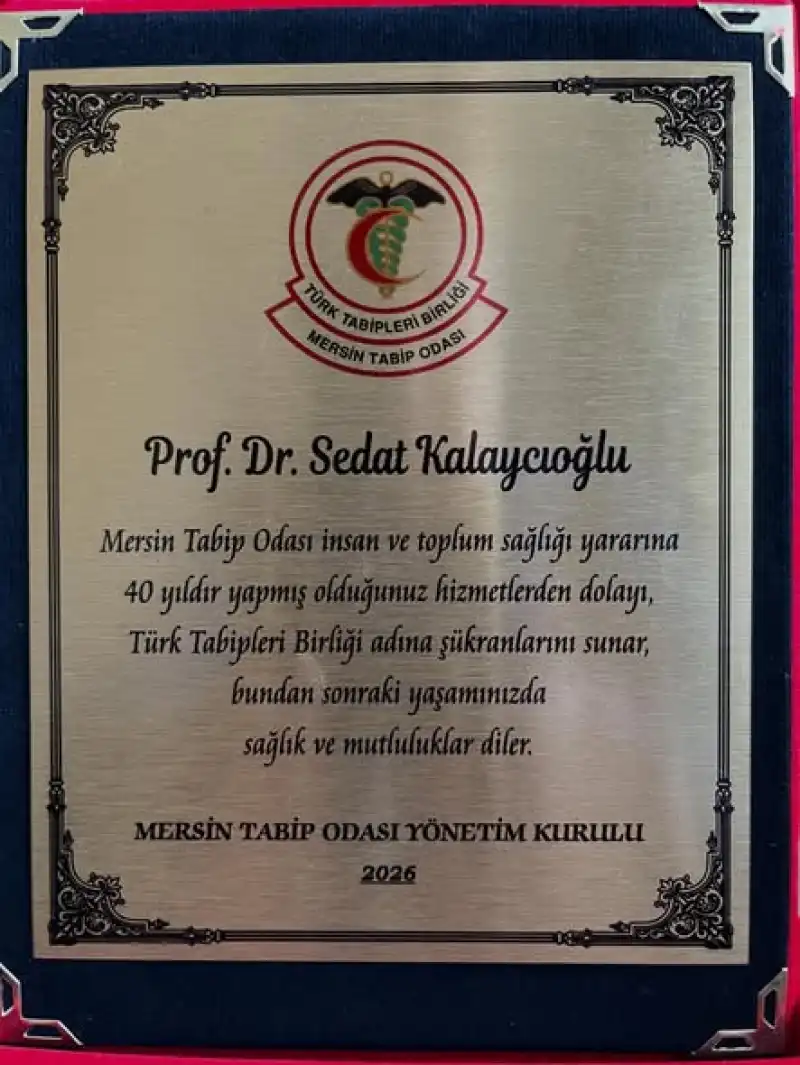 TÜRK TABİPLERİ BİRLİĞİ
MERSİN TABİP ODASI
Prof. Dr. Sedat Kalaycıoğlu
Mersin Tabip Odası insan ve toplum sağlığı yararına
40 yıldır yapmış olduğunuz hizmetlerden dolayı,
Türk Tabipleri Birliği adına şükranlarını sunar,
bundan sonraki yaşamınızda
sağlık ve mutluluklar diler.
MERSİN TABİP ODASI YÖNETİM KURULU
2026